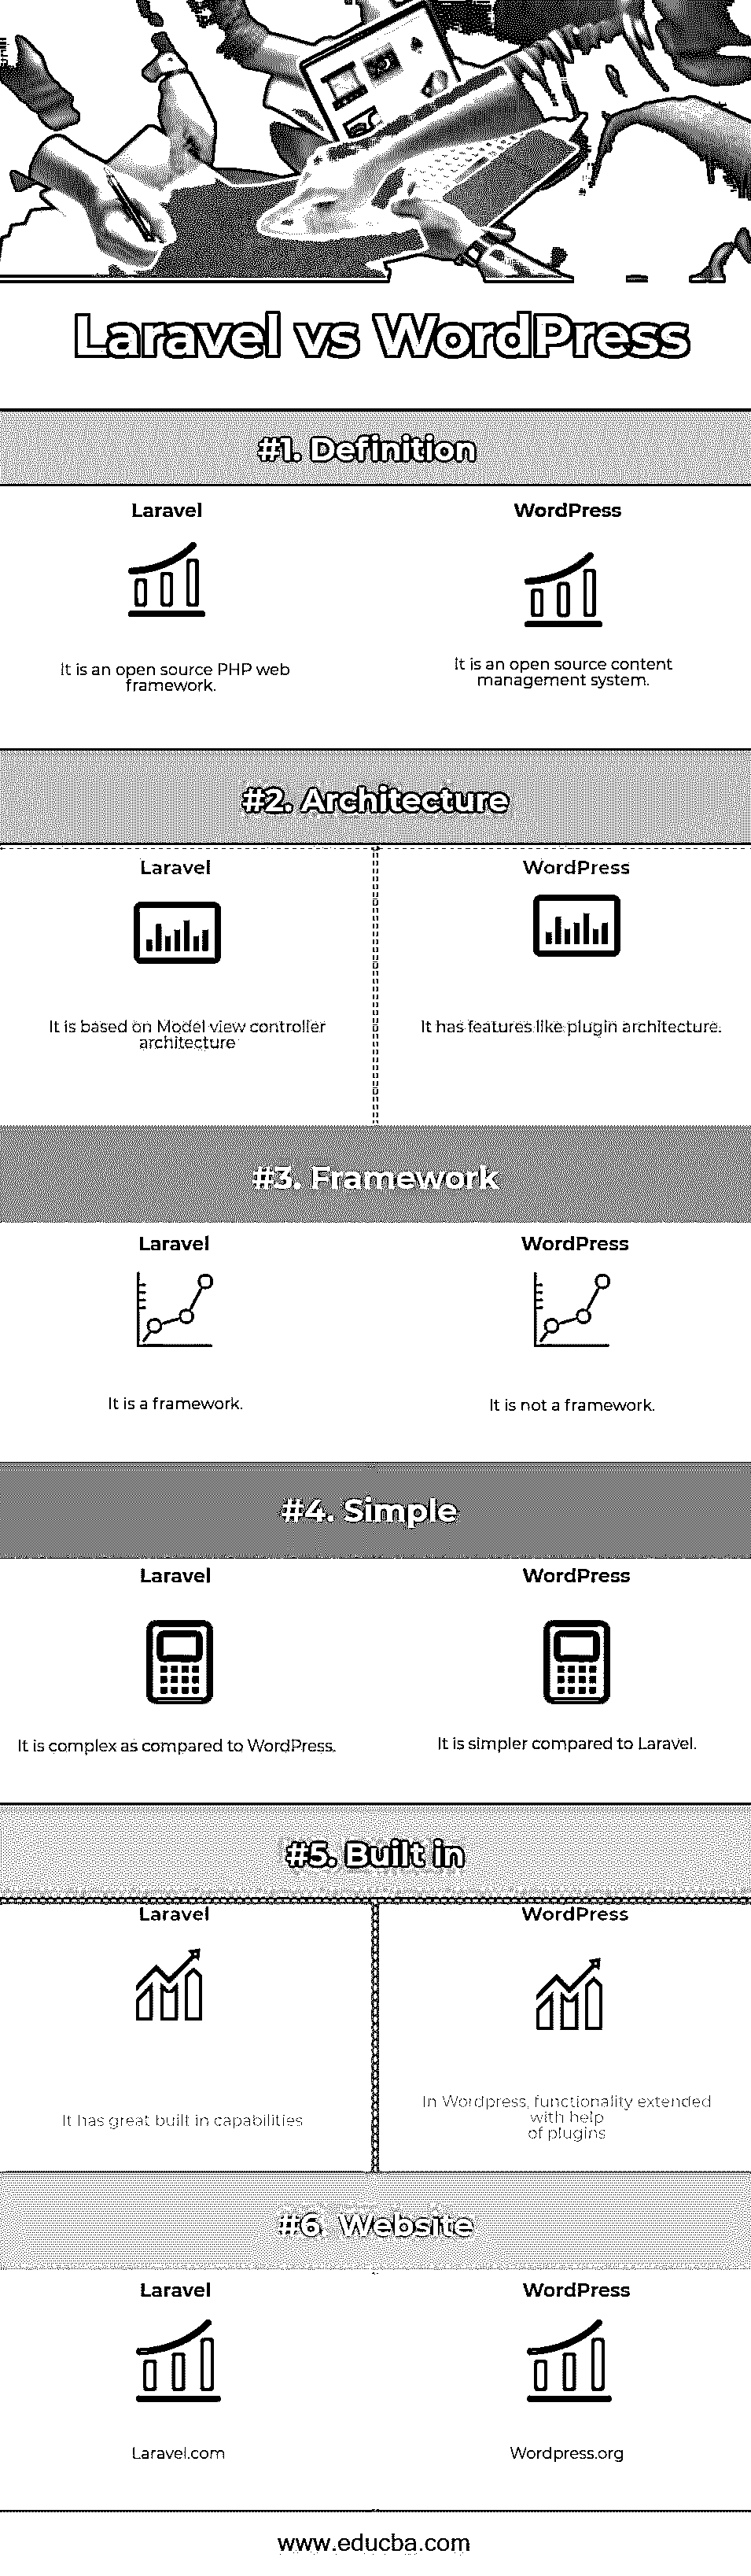 Laravel vs WordPress
#1. Definition
Laravel
WordPress
It is an open source PHP web
framework.
It is an open source content
management system.
#2. Architecture
Laravel
WordPress
It is based on Model view controller
architecture
It has features like plugin architecture.
#3. Framework
Laravel
WordPress
It is a framework.
It is not a framework.
#4. Simple
Laravel
WordPress
It is complex as compared to WordPress.
It is simpler compared to Laravel.
#5. Built in
Laravel
WordPress
It has great built in capabilities
In Wordpress, functionality extended
with help
of plugins
#6. Website
Laravel
WordPress
Laravel.com
Wordpress.org
www.educba.com